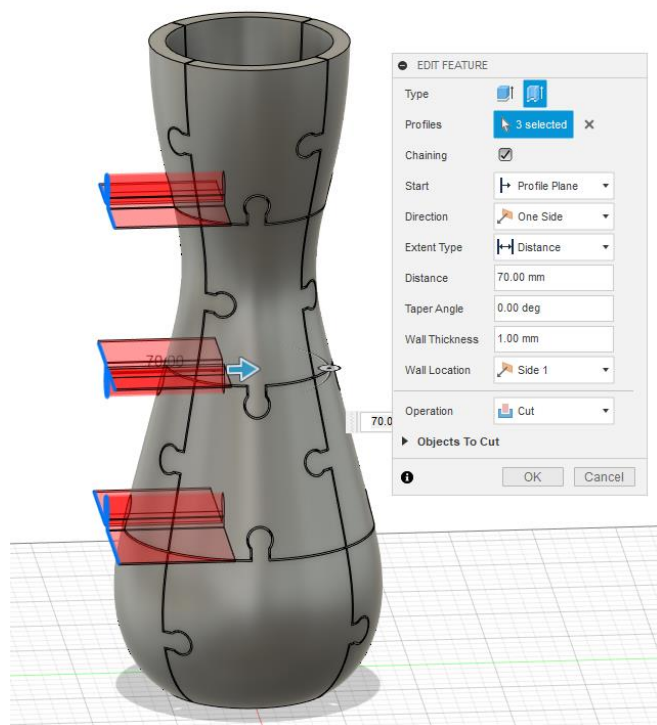 EDIT FEATURE
Type
Profiles 3 selected
Chaining
Start Profile Plane
Direction One Side
Extent Type Distance
Distance 70.00 mm
Taper Angle 0.00 deg
Wall Thickness 1.00 mm
Wall Location Side 1
Operation Cut
Objects To Cut
OK Cancel
70.00
70.0